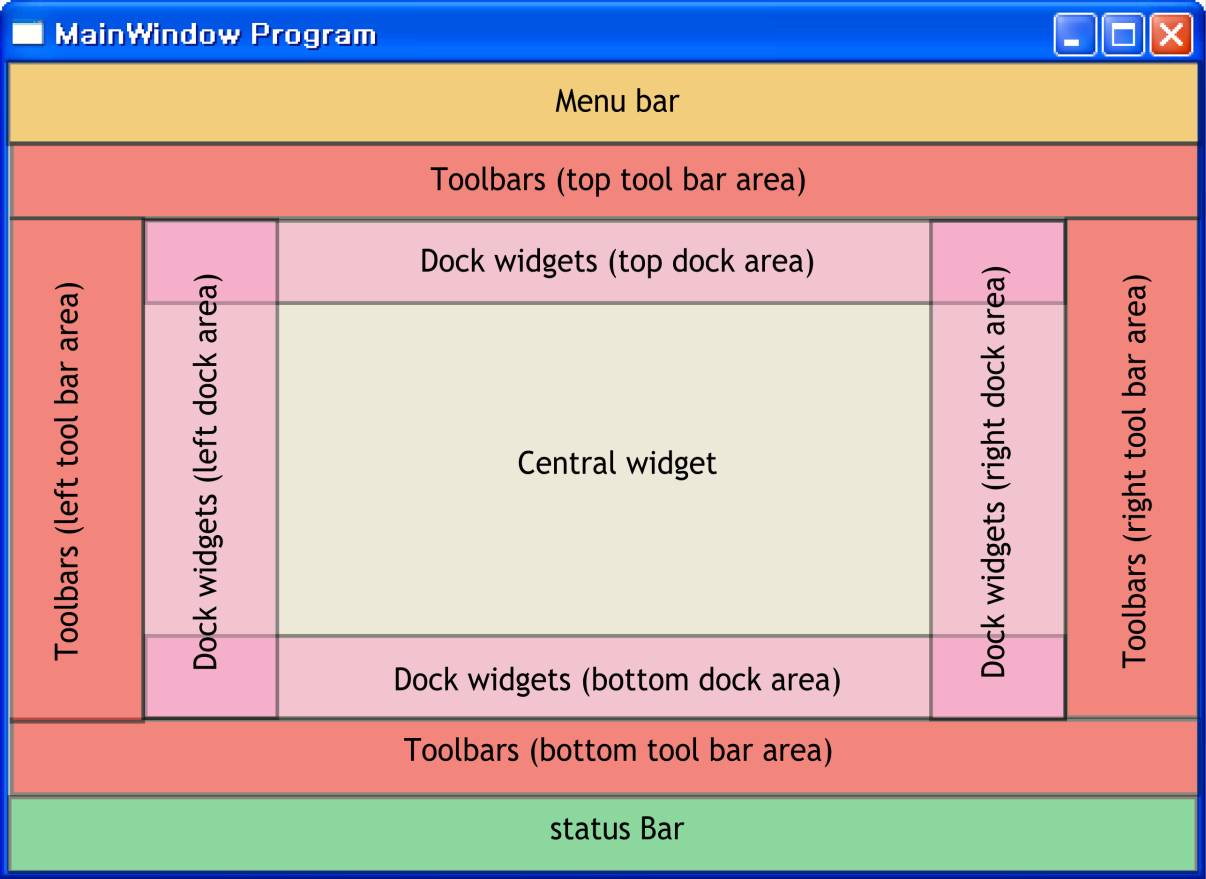 MainWindow Program
Menu bar
Toolbars (top tool bar area)
Dock widgets (top dock area)
Toolbars (left tool bar area)
Dock widgets (left dock area)
Central widget
Dock widgets (right dock area)
Toolbars (right tool bar area)
Dock widgets (bottom dock area)
Toolbars (bottom tool bar area)
status Bar